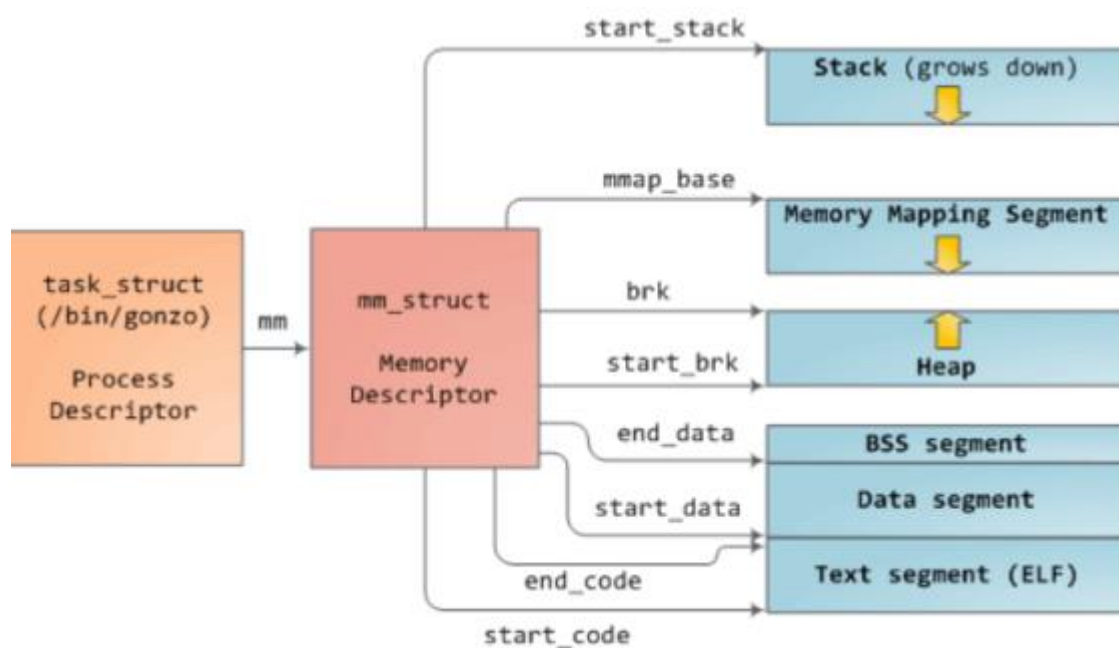 start_stack
Stack (grows down)
mmap_base
Memory Mapping Segment
task_struct
(/bin/gonzo)
Process
Descriptor
mm
mm_struct
Memory
Descriptor
brk
start_brk
Heap
end_data
BSS segment
start_data
Data segment
end_code
Text segment (ELF)
start_code